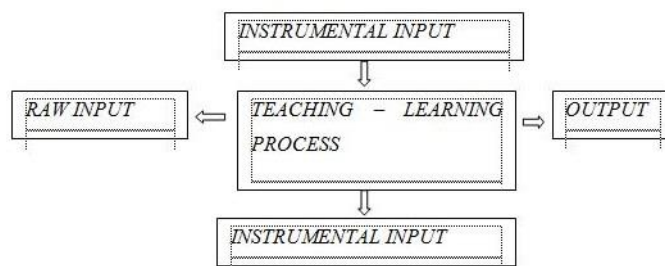 INSTRUMENTAL INPUT
RAW INPUT
TEACHING – LEARNING
PROCESS
OUTPUT
INSTRUMENTAL INPUT